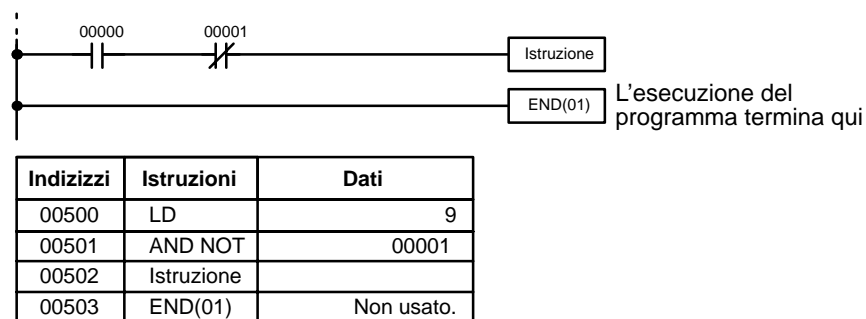 00000 00001
Istruzione
END(01) L'esecuzione del
programma termina qui
Indizizzi Istruzioni Dati
00500 LD 9
00501 AND NOT 00001
00502 Istruzione
00503 END(01) Non usato.